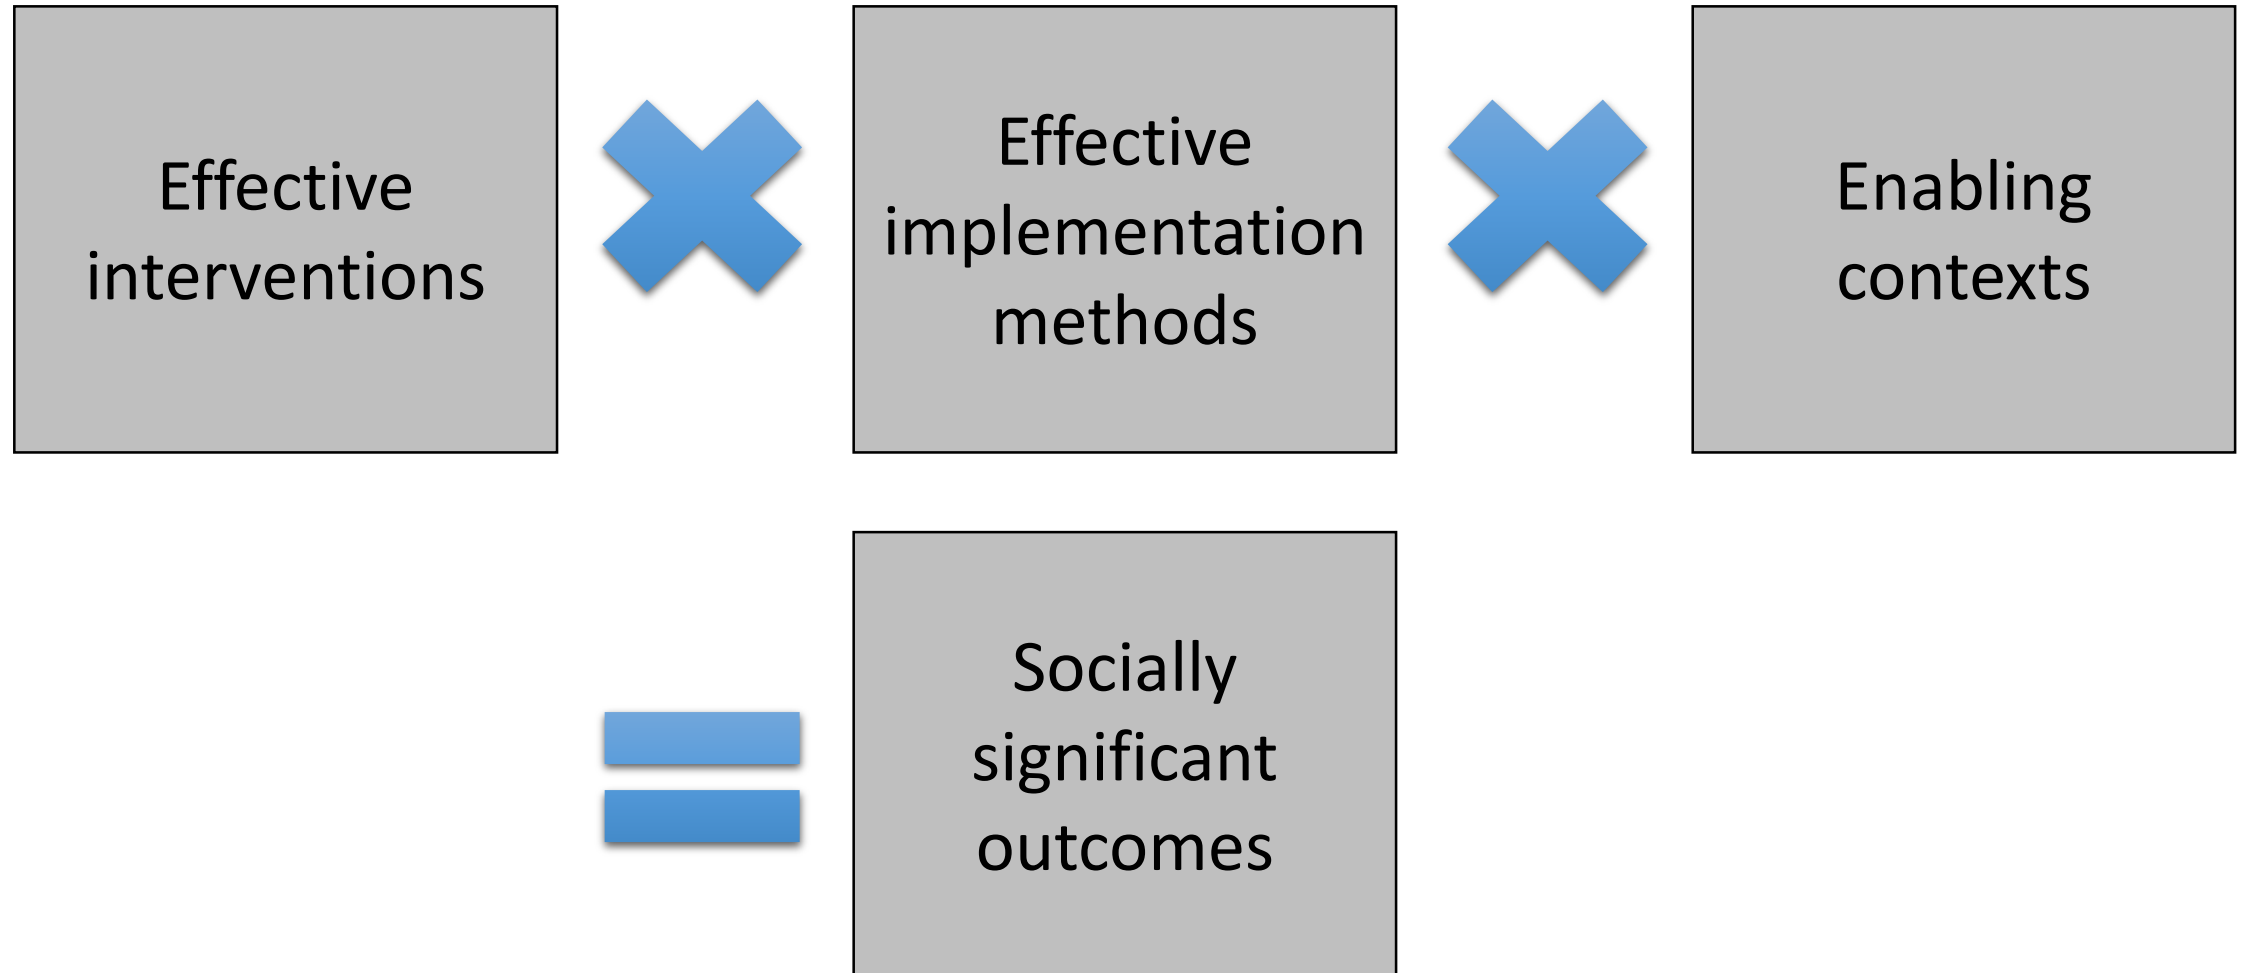 Effective
interventions
Effective
implementation
methods
Enabling
contexts
Socially
significant
outcomes